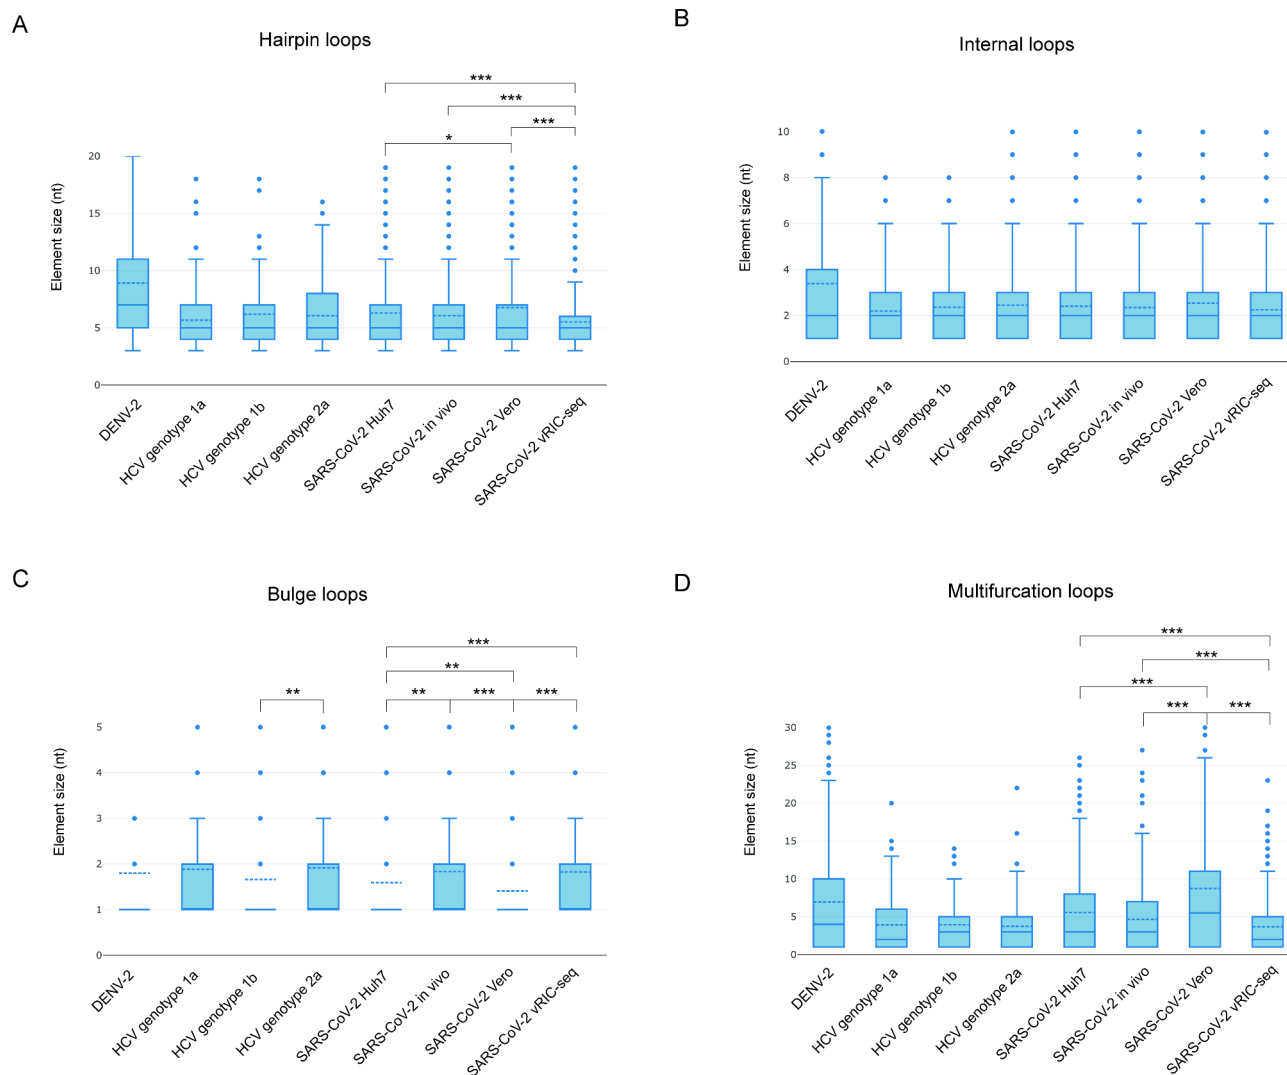 A
Hairpin loops
***
***
***
*
Element size (nt)
20
15
10
5
0
DENV-2
HCV genotype 1a
HCV genotype 1b
HCV genotype 2a
SARS-CoV-2 Huh7
SARS-CoV-2 in vivo
SARS-CoV-2 Vero
SARS-CoV-2 vRIC-seq
B
Internal loops
Element size (nt)
10
8
6
4
2
0
DENV-2
HCV genotype 1a
HCV genotype 1b
HCV genotype 2a
SARS-CoV-2 Huh7
SARS-CoV-2 in vivo
SARS-CoV-2 Vero
SARS-CoV-2 vRIC-seq
C
Bulge loops
***
**
** ** *** ***
Element size (nt)
5
4
3
2
1
0
DENV-2
HCV genotype 1a
HCV genotype 1b
HCV genotype 2a
SARS-CoV-2 Huh7
SARS-CoV-2 in vivo
SARS-CoV-2 Vero
SARS-CoV-2 vRIC-seq
D
Multifurcation loops
***
***
***
*** ***
Element size (nt)
30
25
20
15
10
5
0
DENV-2
HCV genotype 1a
HCV genotype 1b
HCV genotype 2a
SARS-CoV-2 Huh7
SARS-CoV-2 in vivo
SARS-CoV-2 Vero
SARS-CoV-2 vRIC-seq